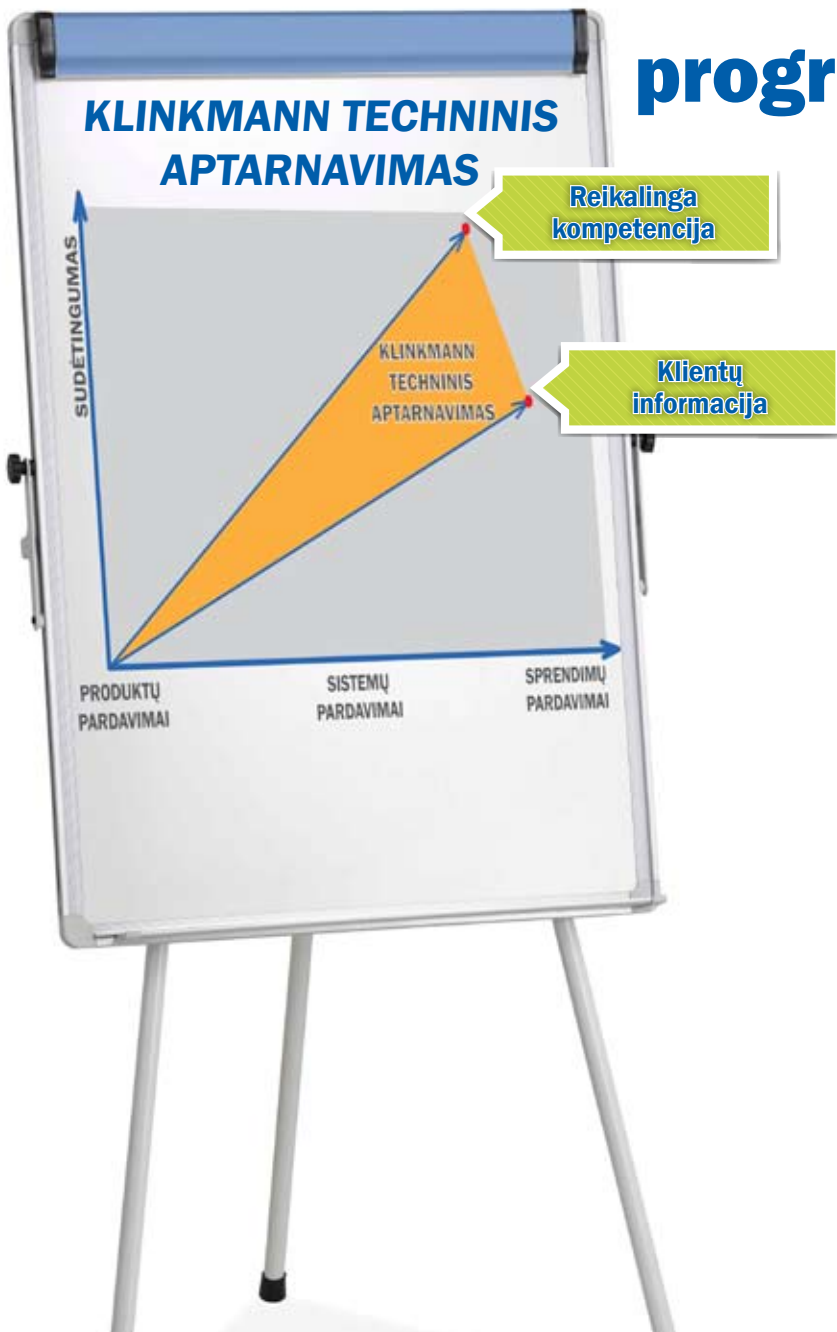 progr
KLINKMANN TECHNINIS
APTARNAVIMAS
Reikalinga
kompetencija
SUDĖTINGUMAS
KLINKMANN
TECHNINIS
APTARNAVIMAS
Klientų
informacija
PRODUKTŲ
PARDAVIMAI
SISTEMŲ
PARDAVIMAI
SPRENDIMŲ
PARDAVIMAI